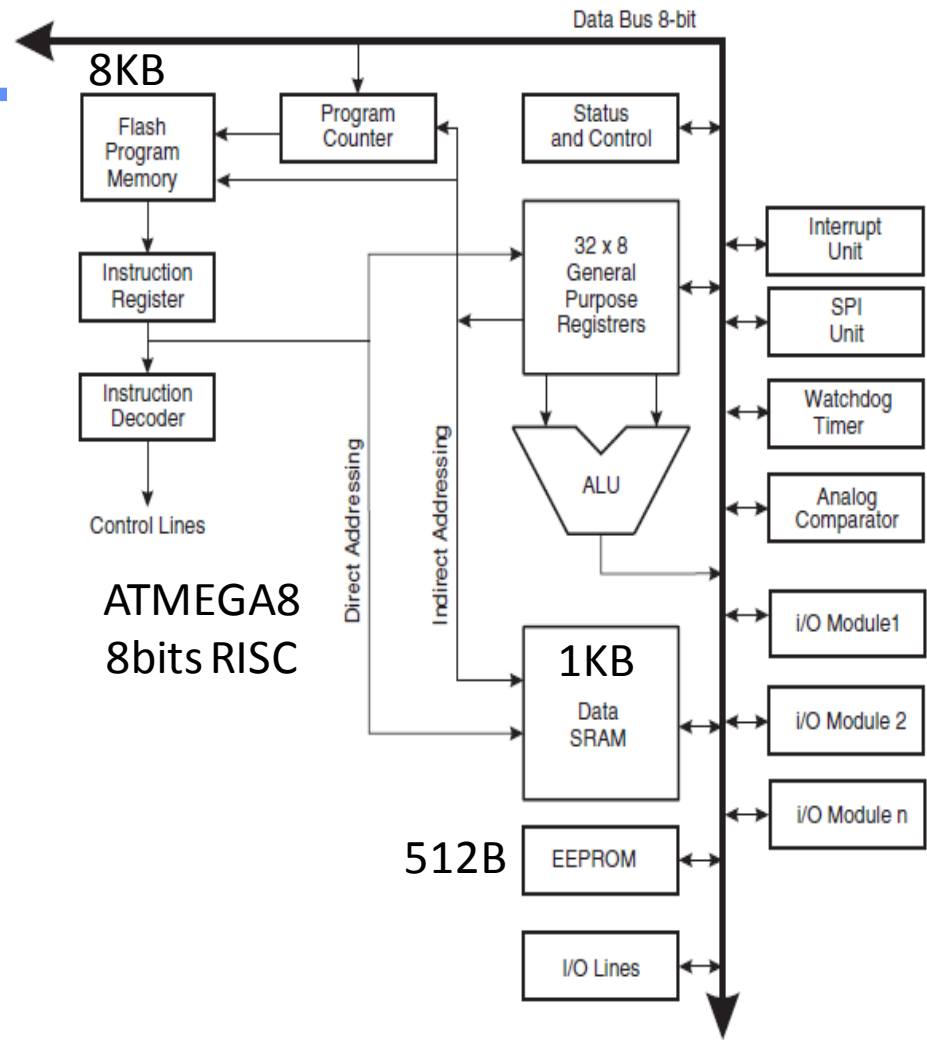 Data Bus 8-bit
8KB
Flash
Program
Memory
Program
Counter
Status
and Control
Interrupt
Unit
32 x 8
General
Purpose
Registrers
Instruction
Register
SPI
Unit
Instruction
Decoder
Watchdog
Timer
Direct Addressing
Indirect Addressing
ALU
Analog
Comparator
Control Lines
ATMEGA8
8bits RISC
i/O Module1
1KB
Data
SRAM
i/O Module 2
i/O Module n
512B
EEPROM
I/O Lines